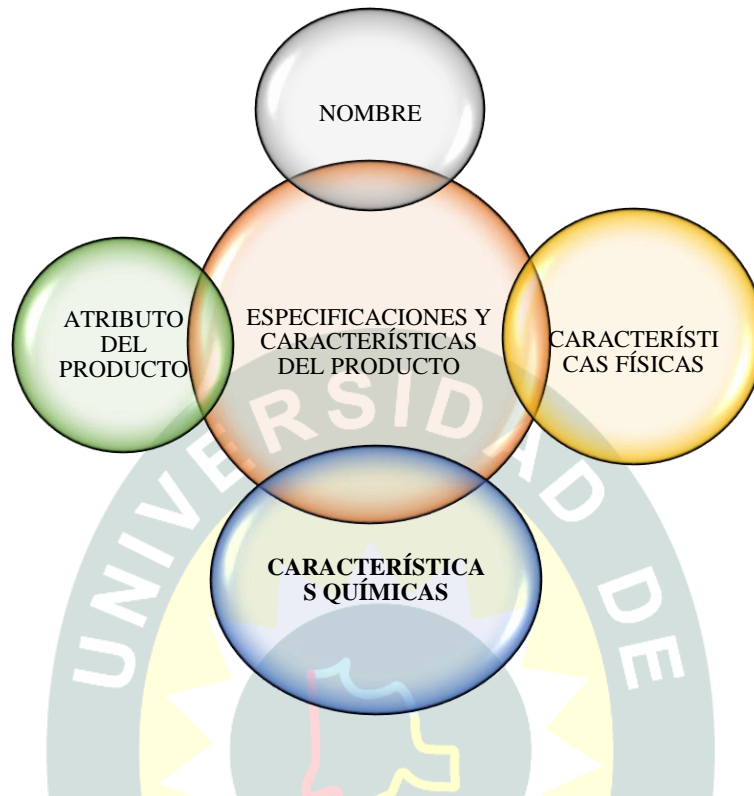 NOMBRE
ATRIBUTO
DEL
PRODUCTO
ESPECIFICACIONES Y
CARACTERÍSTICAS
DEL PRODUCTO
CARACTERÍSTI
CAS FÍSICAS
CARACTERÍSTICA
S QUÍMICAS
UNIVERSIDAD DE